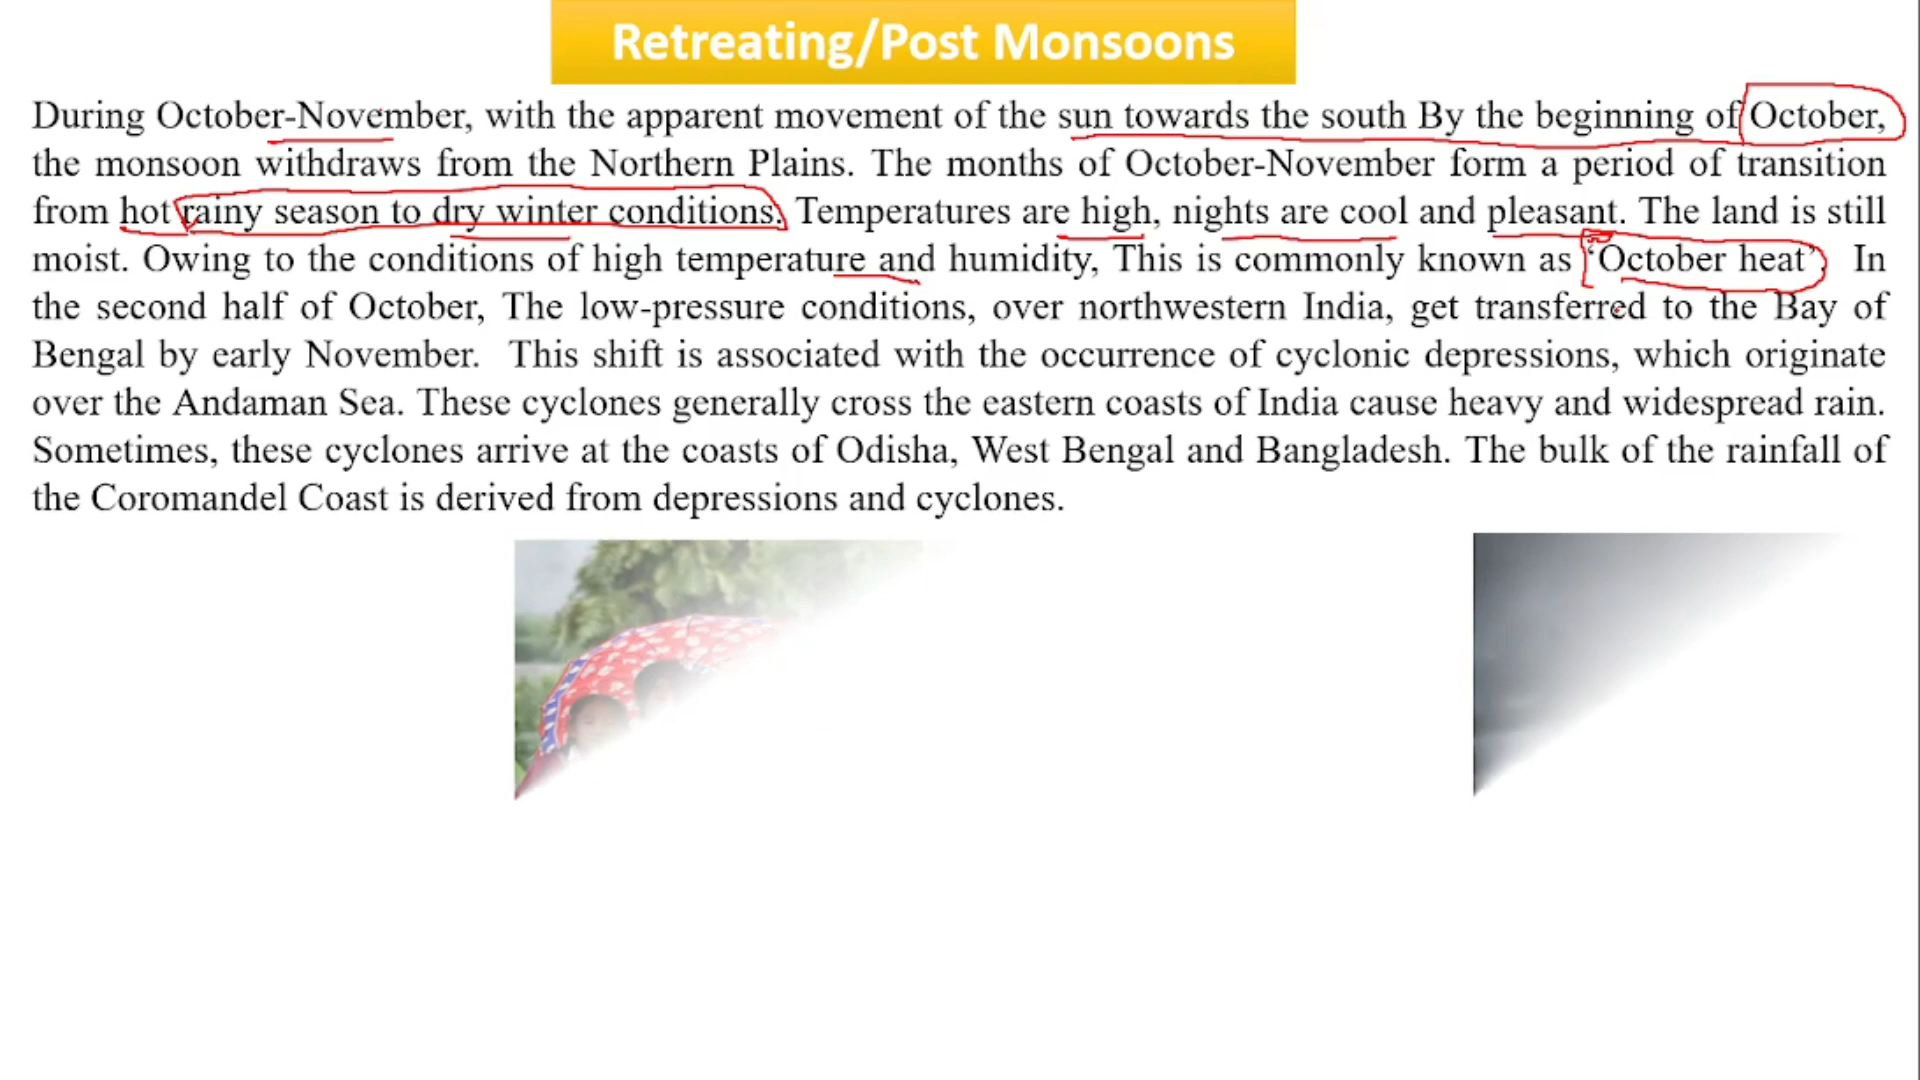 Retreating/Post Monsoons
During October-November, with the apparent movement of the sun towards the south By the beginning of October,
the monsoon withdraws from the Northern Plains. The months of October-November form a period of transition
from hot rainy season to dry winter conditions. Temperatures are high, nights are cool and pleasant. The land is still
moist. Owing to the conditions of high temperature and humidity, This is commonly known as ‘October heat’. In
the second half of October, The low-pressure conditions, over northwestern India, get transferred to the Bay of
Bengal by early November. This shift is associated with the occurrence of cyclonic depressions, which originate
over the Andaman Sea. These cyclones generally cross the eastern coasts of India cause heavy and widespread rain.
Sometimes, these cyclones arrive at the coasts of Odisha, West Bengal and Bangladesh. The bulk of the rainfall of
the Coromandel Coast is derived from depressions and cyclones.